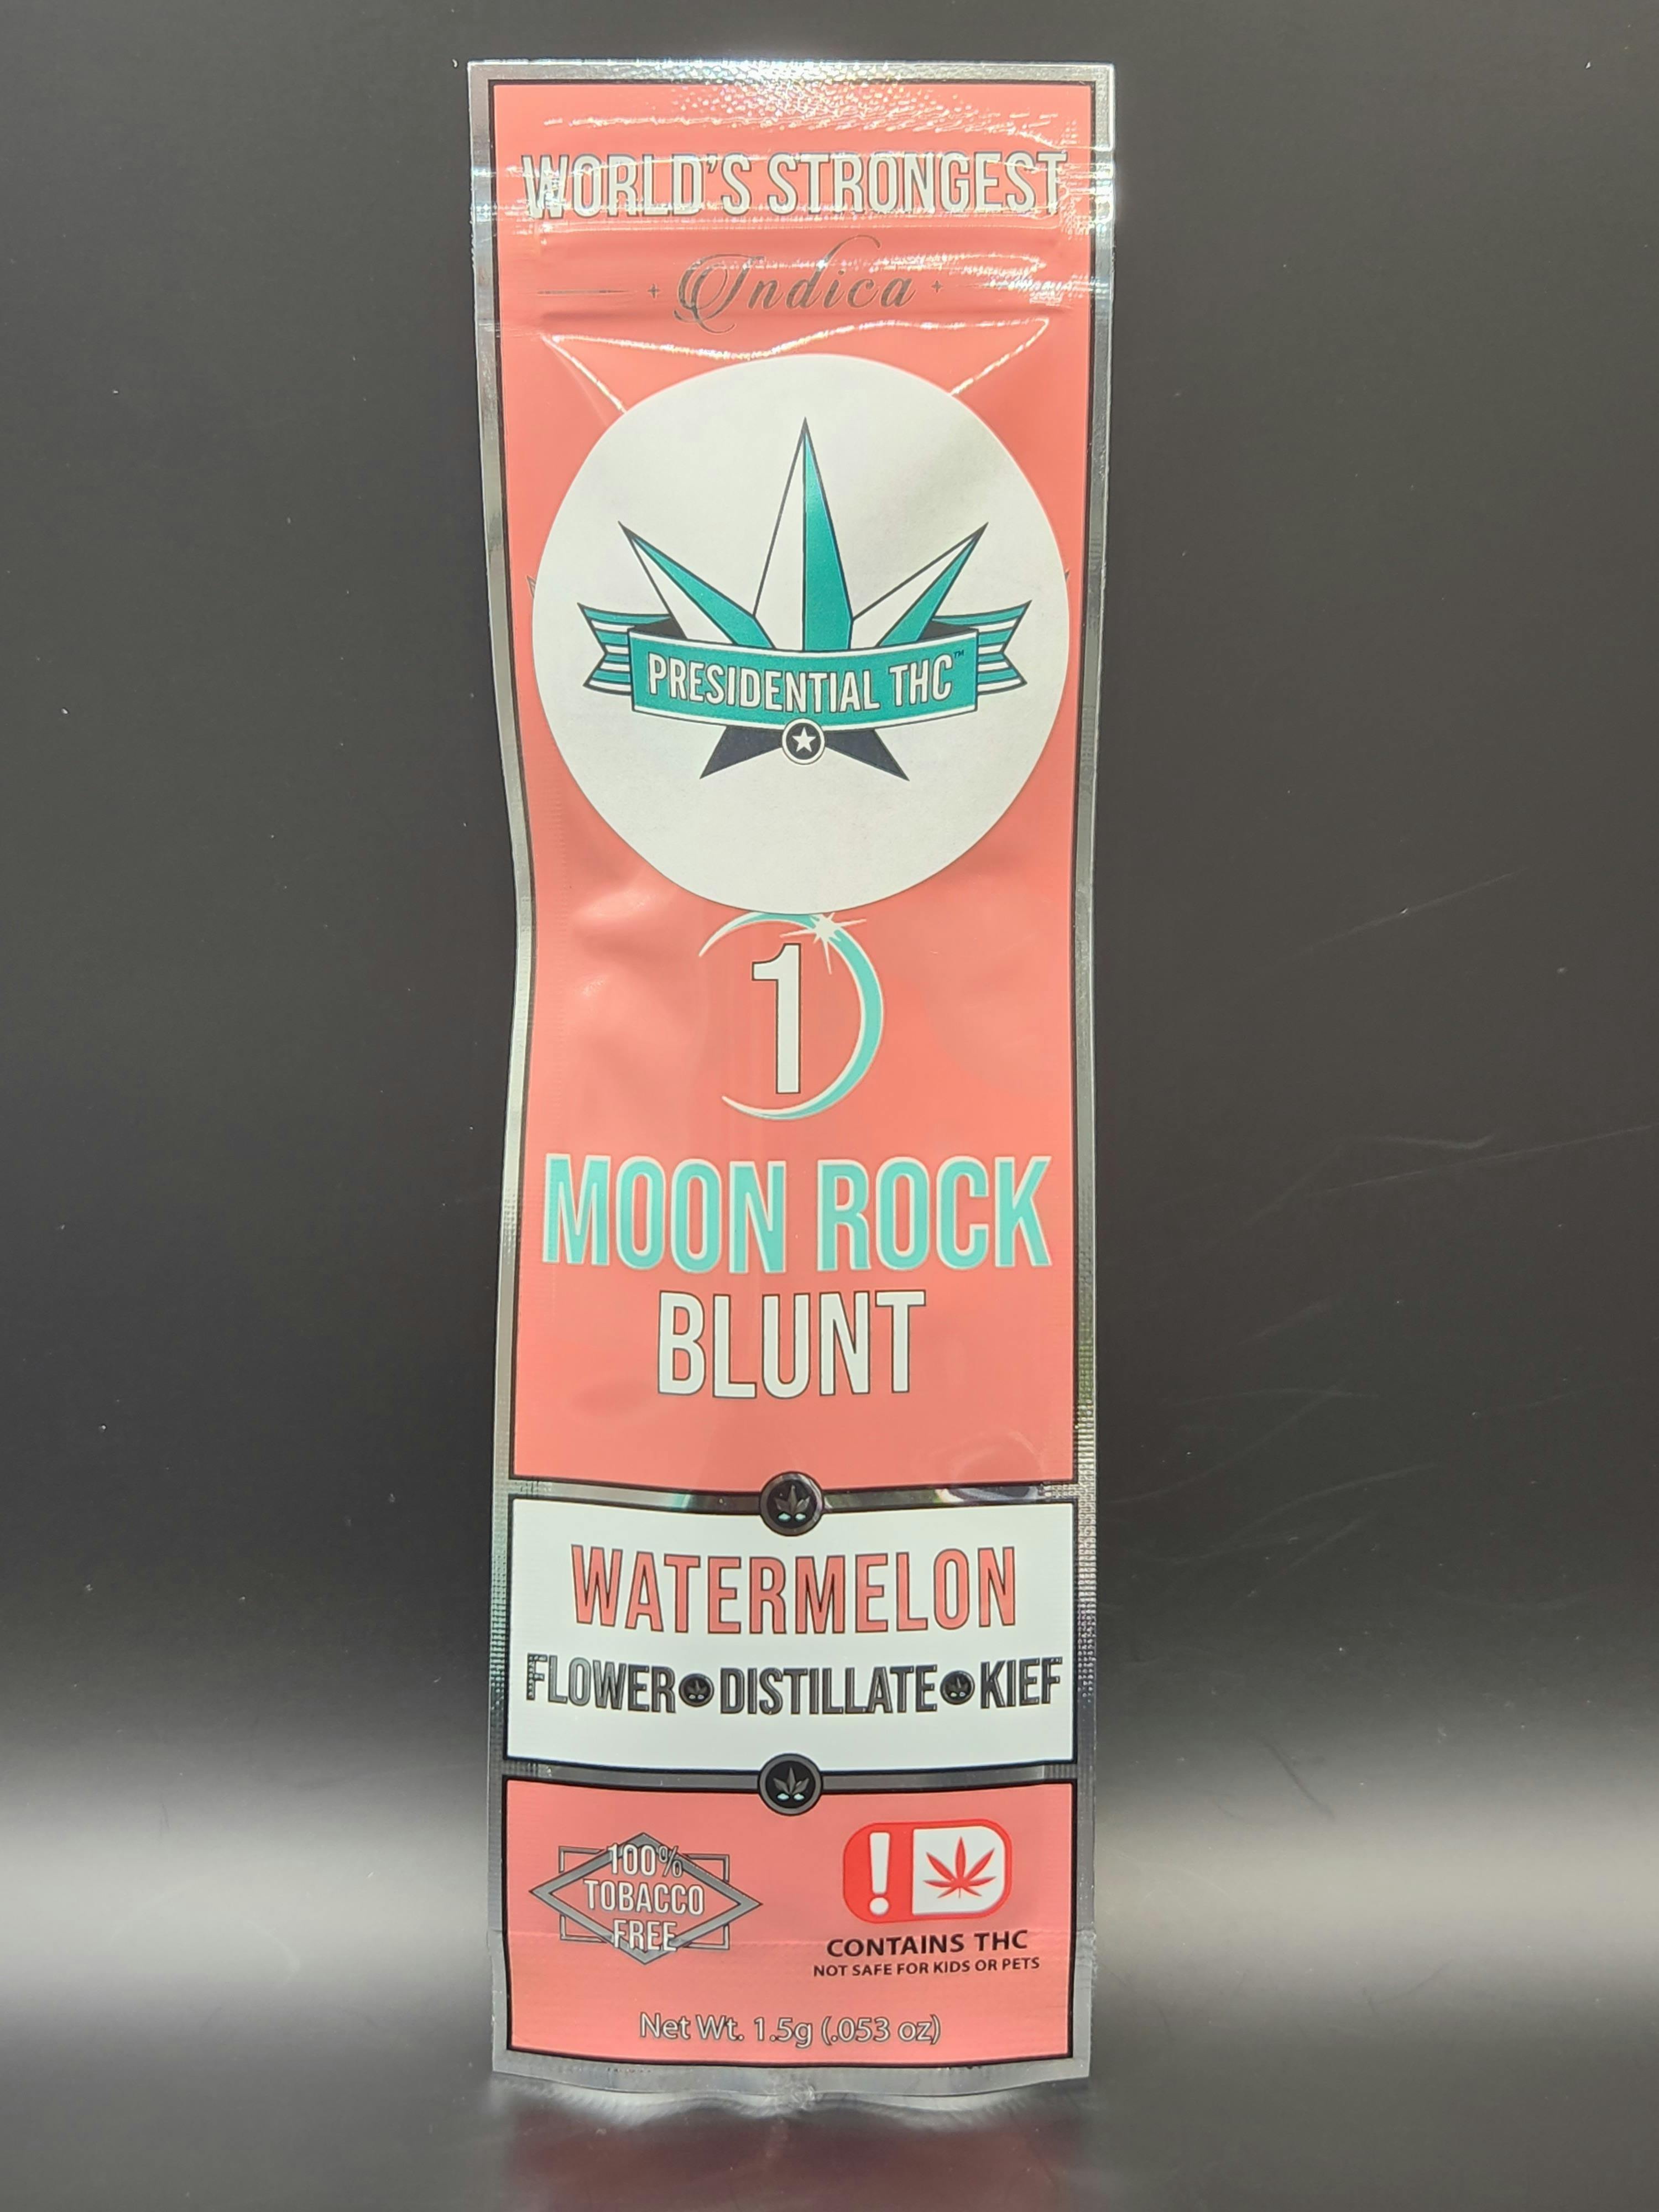 WORLD'S STRONGEST
Indica
PRESIDENTIAL THC™
1
MOON ROCK
BLUNT
WATERMELON
FLOWER DISTILLATE KIEF
100%
TOBACCO
FREE
!
CONTAINS THC
NOT SAFE FOR KIDS OR PETS
Net Wt. 1.5g (.053 oz)